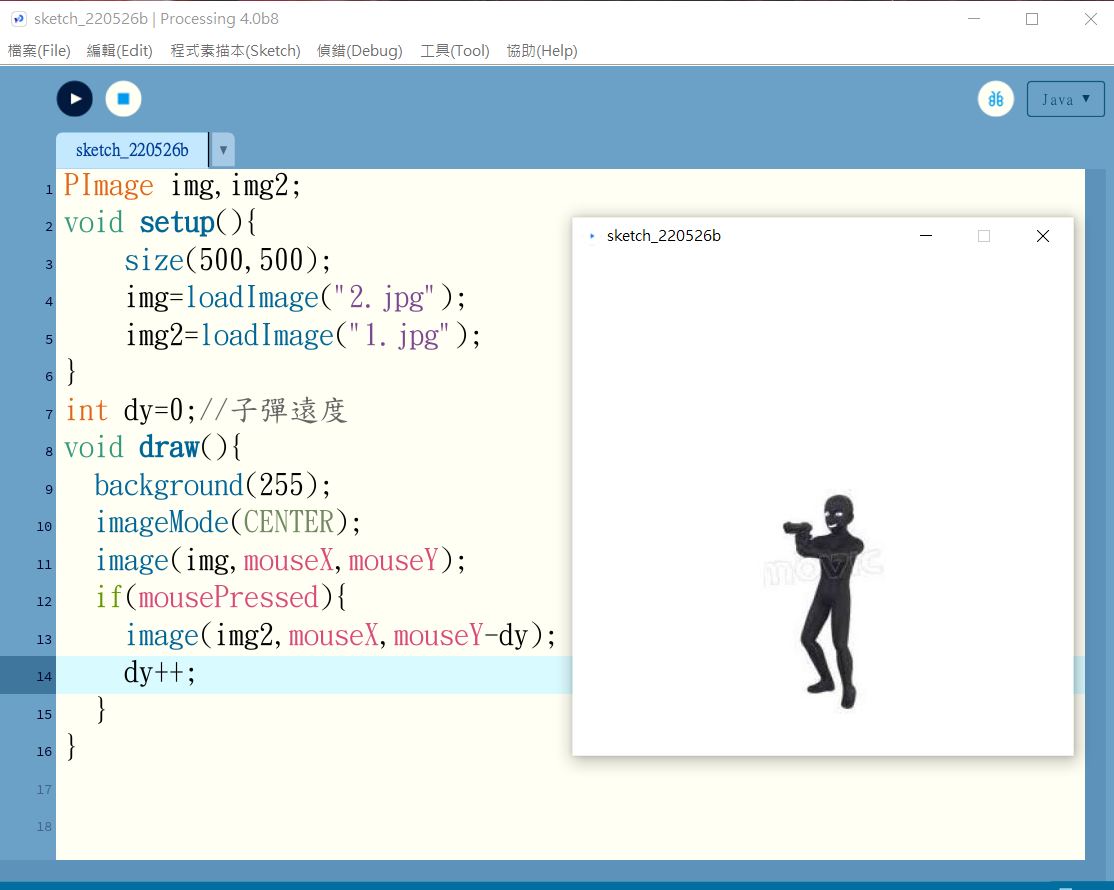 sketch_220526b | Processing 4.0b8
檔案(File) 編輯(Edit) 程式素描本(Sketch) 偵錯(Debug) 工具(Tool) 協助(Help)
Java ▼
sketch_220526b ▼
1 PImage img,img2;
2 void setup(){
3 size(500,500);
4 img=loadImage("2.jpg");
5 img2=loadImage("1.jpg");
6 }
7 int dy=0;//子彈遠度
8 void draw(){
9 background(255);
10 imageMode(CENTER);
11 image(img,mouseX,mouseY);
12 if(mousePressed){
13 image(img2,mouseX,mouseY-dy);
14 dy++;
15 }
16 }
17
18
sketch_220526b
movic